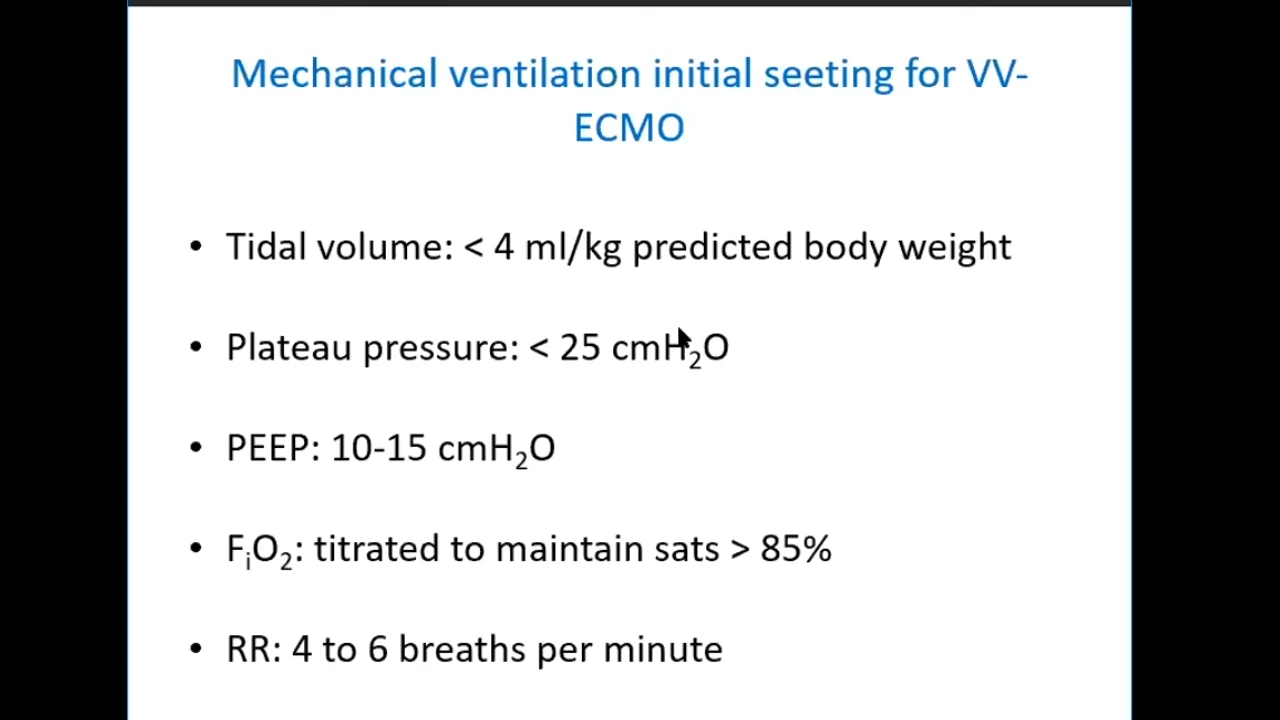 Mechanical ventilation initial seeting for VV-
ECMO
• Tidal volume: < 4 ml/kg predicted body weight
• Plateau pressure: < 25 cmH₂O
• PEEP: 10-15 cmH₂O
• FᵢO₂: titrated to maintain sats > 85%
• RR: 4 to 6 breaths per minute